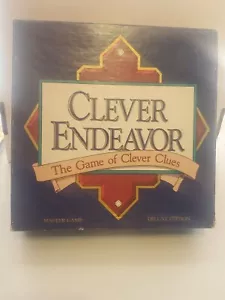 CLEVER
ENDEAVOR
The Game of Clever Clues